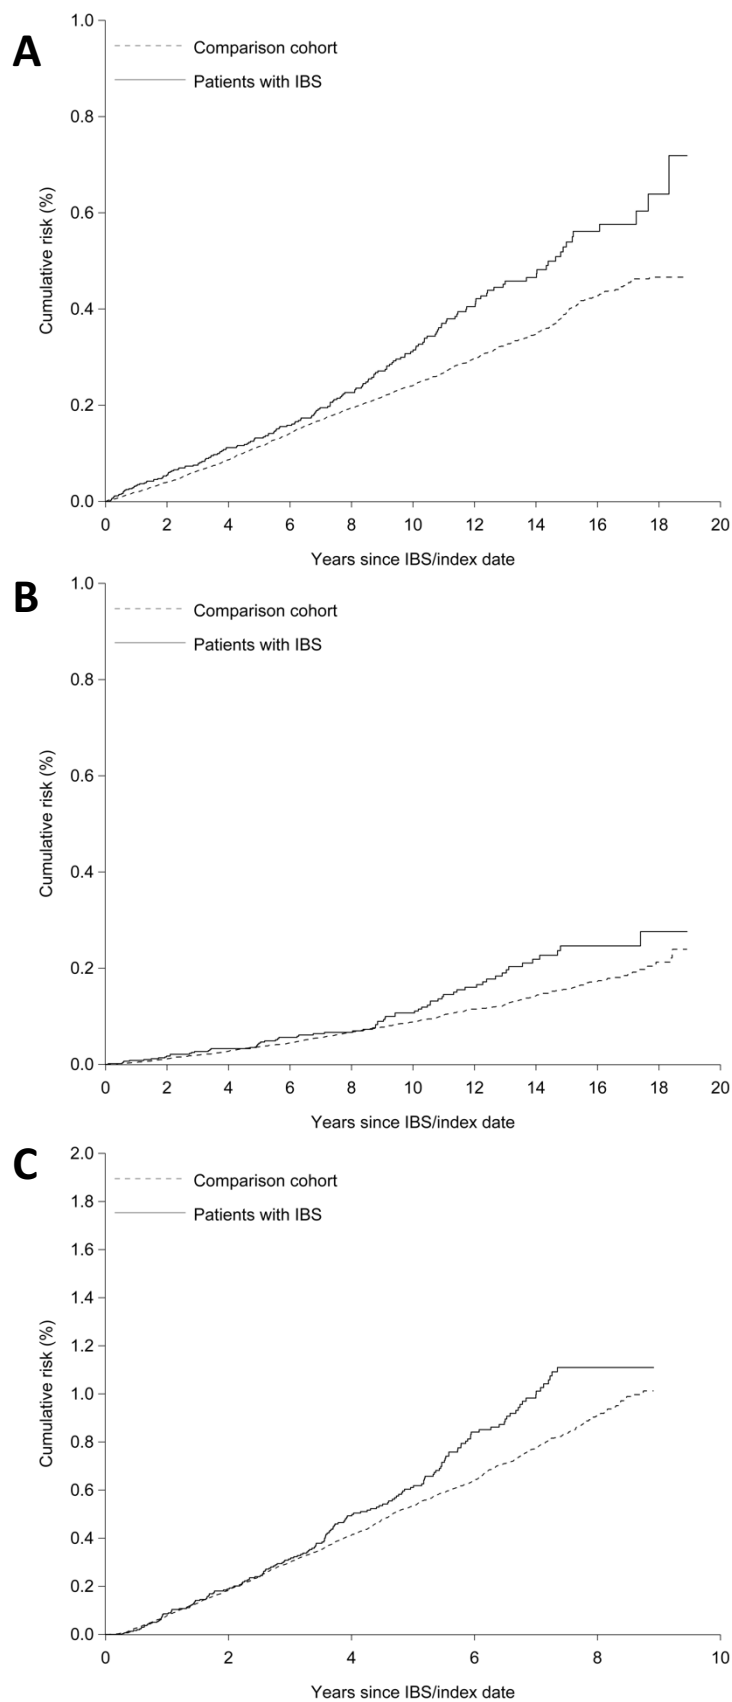 A
1.0
Comparison cohort
Patients with IBS
0.8
0.6
Cumulative risk (%)
0.4
0.2
0.0
0 2 4 6 8 10 12 14 16 18 20
Years since IBS/index date
B
1.0
Comparison cohort
Patients with IBS
0.8
0.6
Cumulative risk (%)
0.4
0.2
0.0
0 2 4 6 8 10 12 14 16 18 20
Years since IBS/index date
C
2.0
Comparison cohort
1.8
Patients with IBS
1.6
1.4
1.2
Cumulative risk (%)
1.0
0.8
0.6
0.4
0.2
0.0
0 2 4 6 8 10
Years since IBS/index date